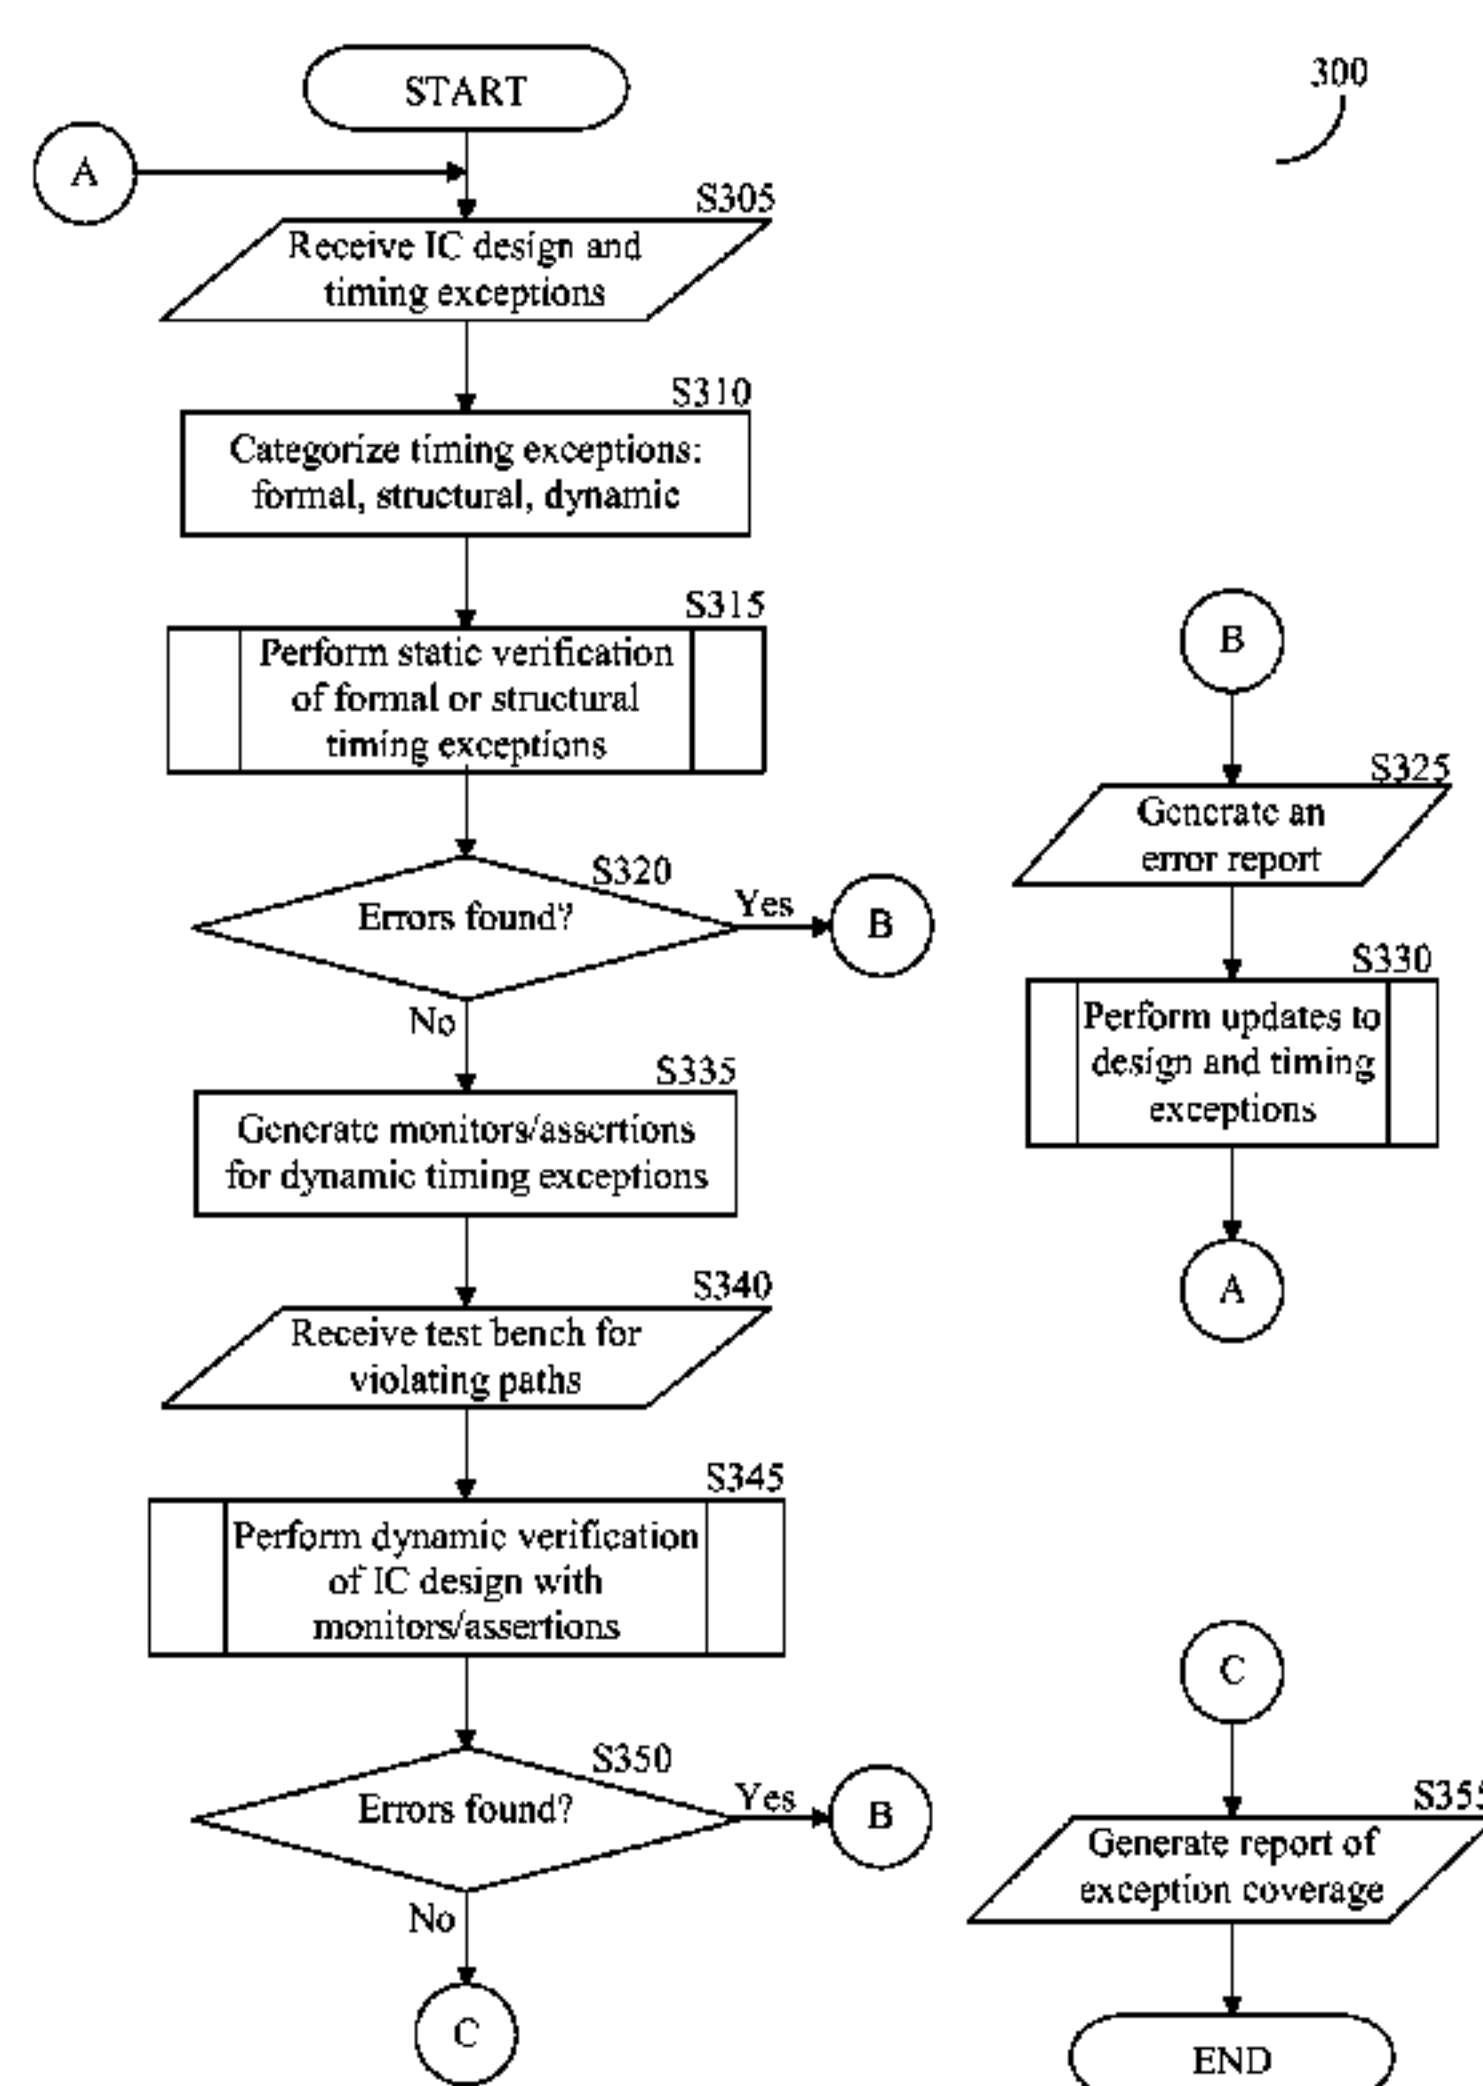 START
300
A
S305
Receive IC design and
timing exceptions
S310
Categorize timing exceptions:
formal, structural, dynamic
S315
Perform static verification
of formal or structural
timing exceptions
S320
Errors found?
Yes
B
No
S335
Generate monitors/assertions
for dynamic timing exceptions
S340
Receive test bench for
violating paths
S345
Perform dynamic verification
of IC design with
monitors/assertions
S350
Errors found?
Yes
B
No
C
B
S325
Generate an
error report
S330
Perform updates to
design and timing
exceptions
A
C
S355
Generate report of
exception coverage
END